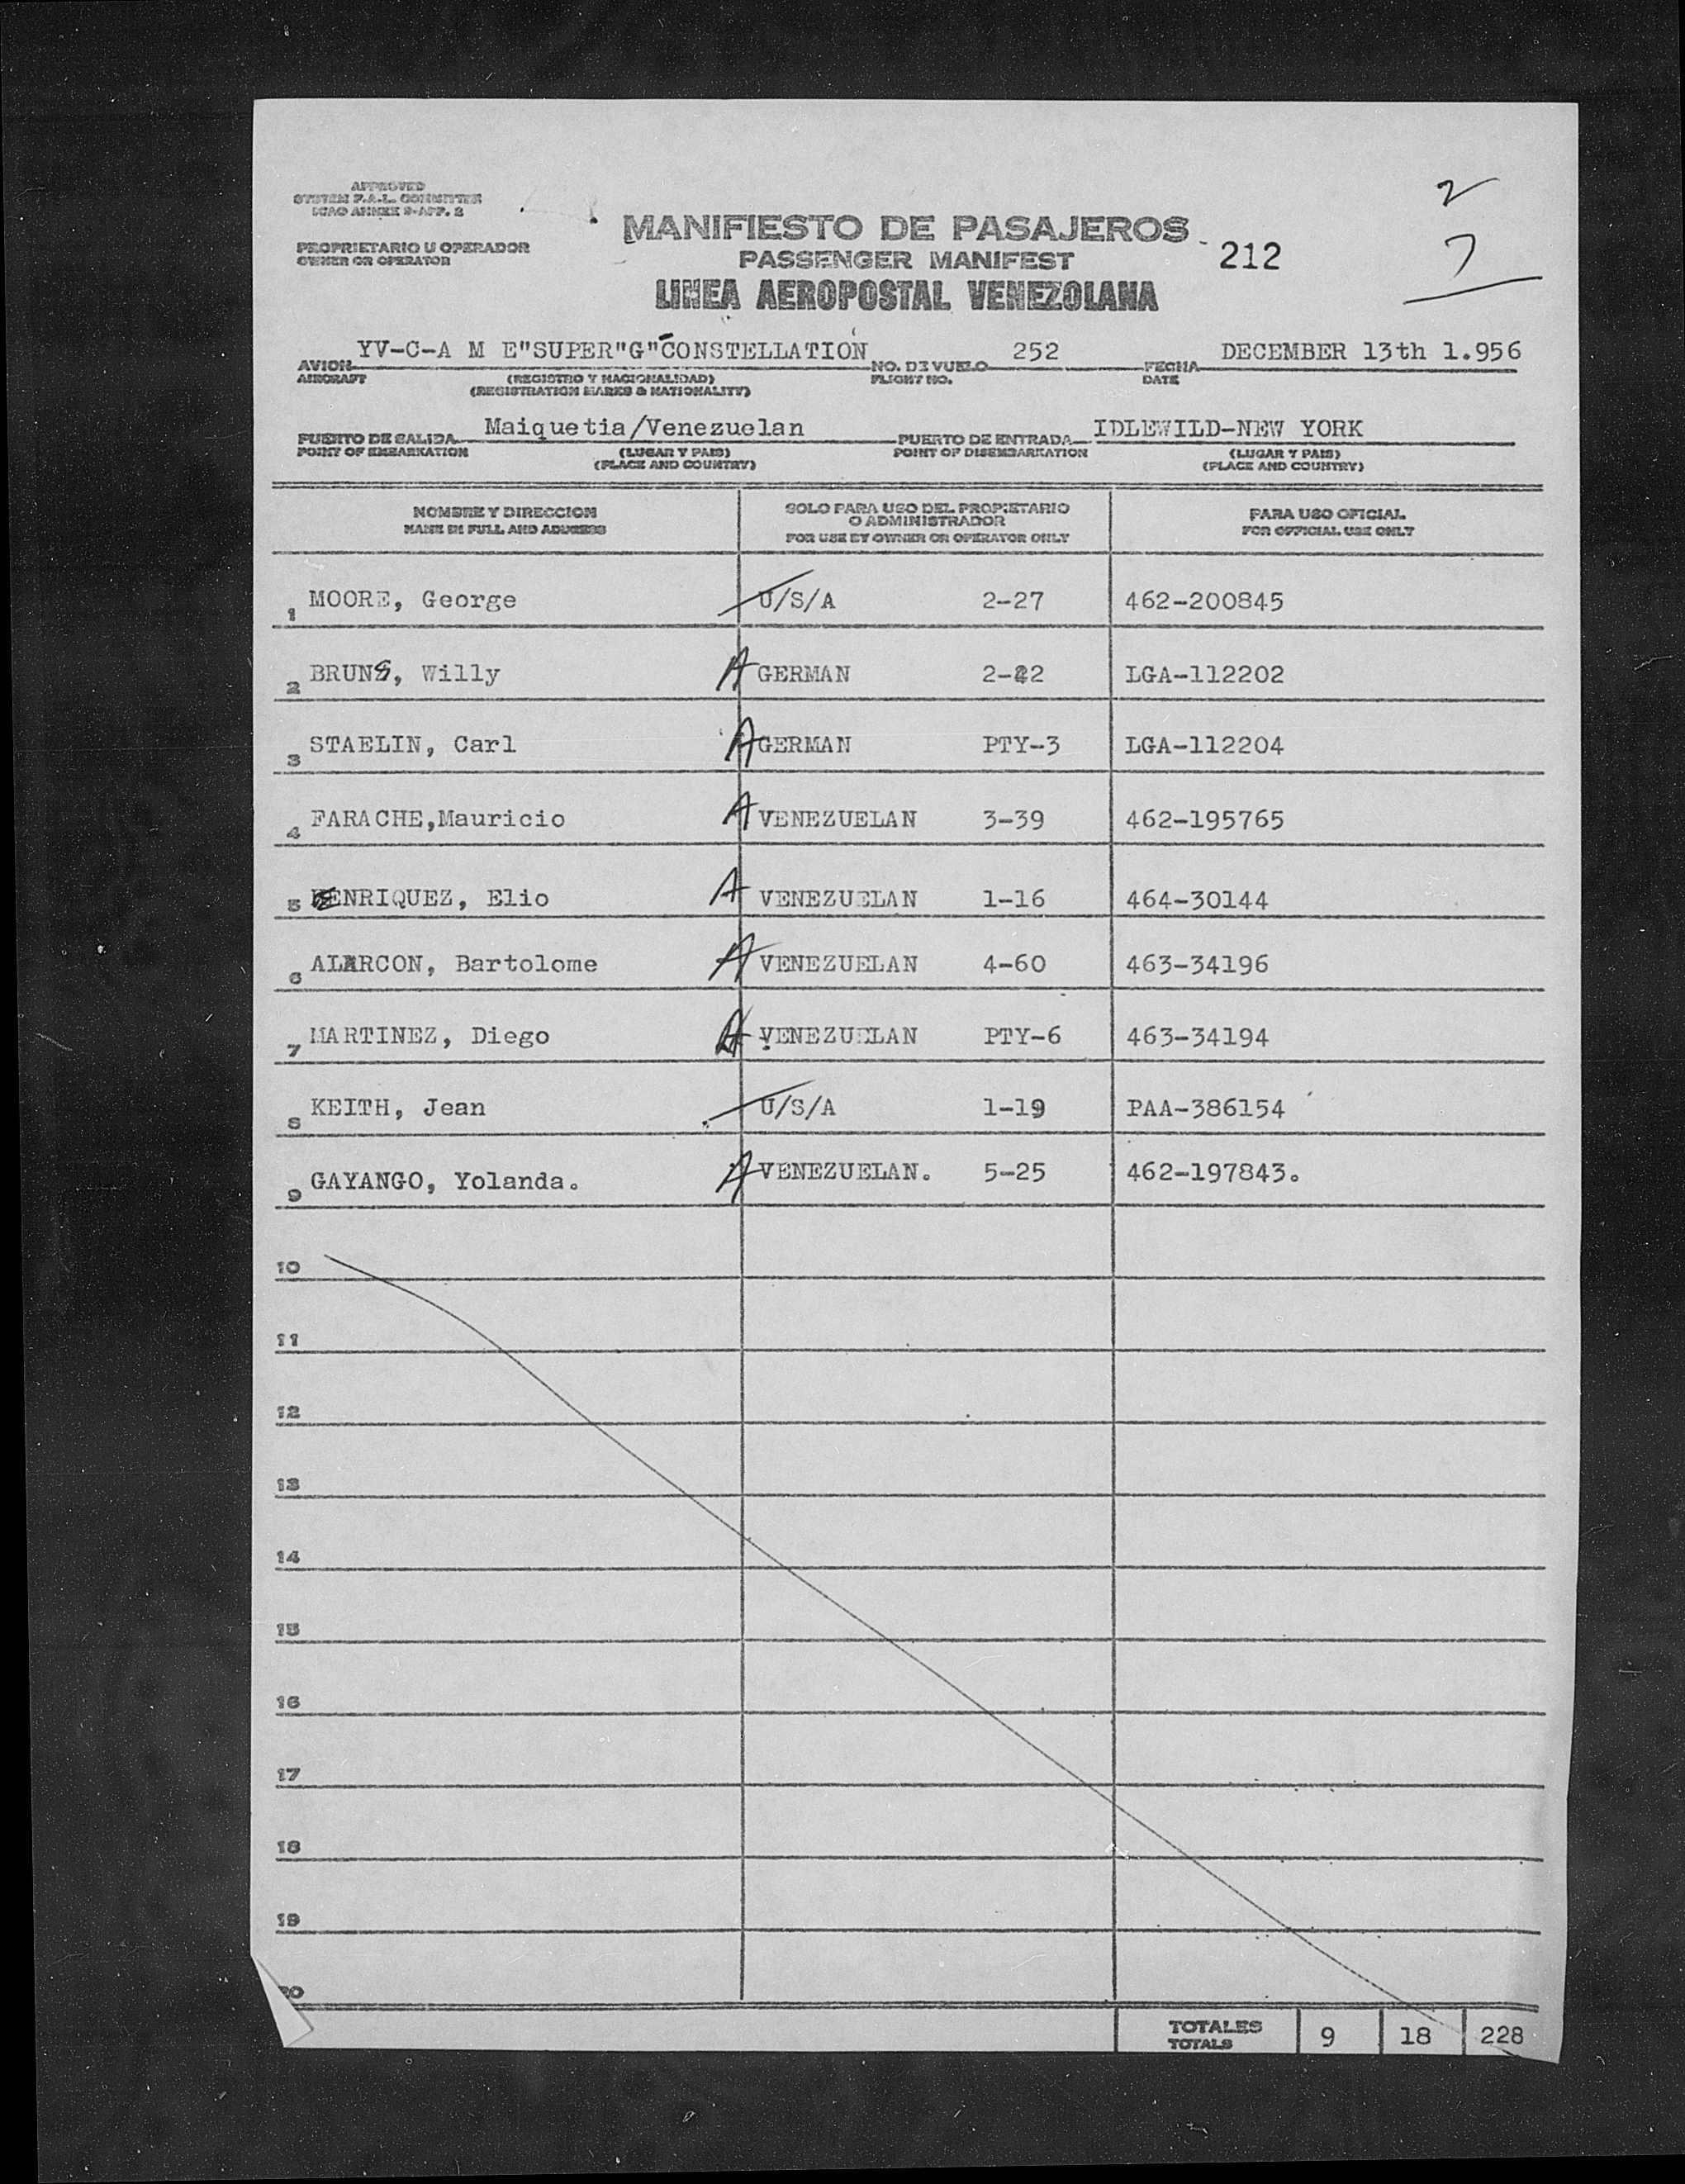 APPROVED
SYSTEM F.A.L. COMMITTEE
ICAO ANNEX 9-APP. 2
2
MANIFIESTO DE PASAJEROS
PROPRIETARIO U OPERADOR
OWNER OR OPERATOR
PASSENGER MANIFEST
212
7
LINEA AEROPOSTAL VENEZOLANA
AVION YV-C-A M E"SUPER"G"CONSTELLATION NO. DE VUELO 252 FECHA DECEMBER 13th 1.956
AIRCRAFT (REGISTRO Y NACIONALIDAD) FLIGHT NO. DATE
(REGISTRATION MARKS & NATIONALITY)
PUERTO DE SALIDA Maiquetia/Venezuelan PUERTO DE ENTRADA IDLEWILD-NEW YORK
POINT OF EMBARKATION (LUGAR Y PAIS) POINT OF DISEMBARKATION (LUGAR Y PAIS)
(PLACE AND COUNTRY) (PLACE AND COUNTRY)
NOMBRE Y DIRECCION
NAME IN FULL AND ADDRESS
SOLO PARA USO DEL PROPIETARIO
O ADMINISTRADOR
FOR USE BY OWNER OR OPERATOR ONLY
PARA USO OFICIAL
FOR OFFICIAL USE ONLY
1 MOORE, George U/S/A 2-27 462-200845
2 BRUNS, Willy A GERMAN 2-22 LGA-112202
3 STAELIN, Carl A GERMAN PTY-3 LGA-112204
4 FARACHE,Mauricio A VENEZUELAN 3-39 462-195765
5 HENRIQUEZ, Elio A VENEZUELAN 1-16 464-30144
6 ALARCON, Bartolome A VENEZUELAN 4-60 463-34196
7 MARTINEZ, Diego A VENEZUELAN PTY-6 463-34194
8 KEITH, Jean U/S/A 1-19 PAA-386154
9 GAYANGO, Yolanda. A VENEZUELAN. 5-25 462-197843.
10
11
12
13
14
15
16
17
18
19
20
TOTALES 9 18 228
TOTALS